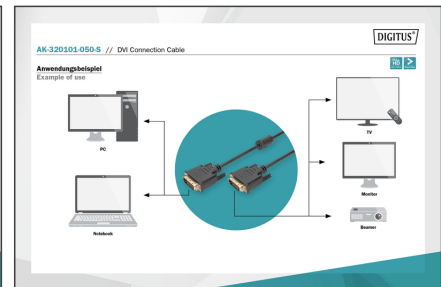 DIGITUS®
AK-320101-050-S // DVI Connection Cable
Anwendungsbeispiel
Example of use
PC
TV
Notebook
Monitor
Beamer